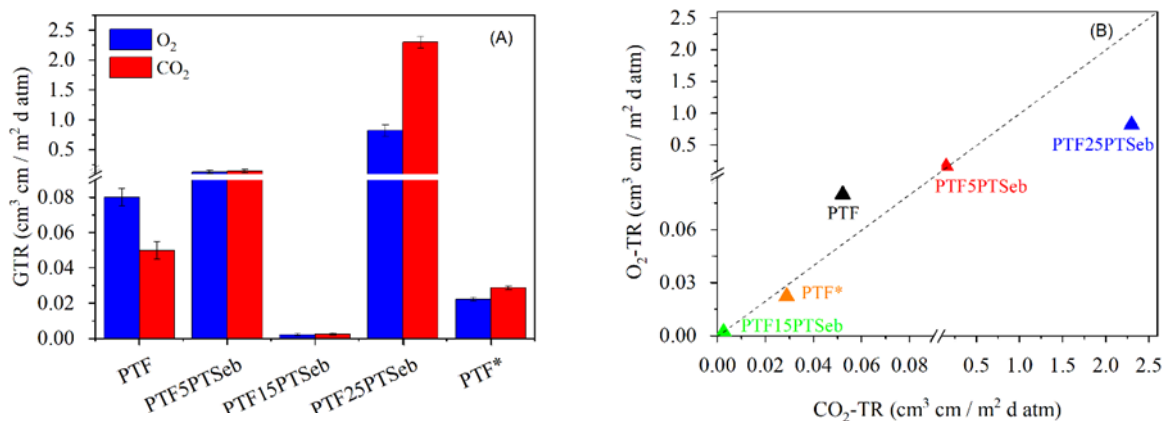 (A)
O2
CO2
GTR (cm3 cm / m2 d atm)
2.5
2.0
1.5
1.0
0.5
0.08
0.06
0.04
0.02
0.00
PTF
PTF5PTSeb
PTF15PTSeb
PTF25PTSeb
PTF*
(B)
O2-TR (cm3 cm / m2 d atm)
2.5
2.0
1.5
1.0
0.5
0.06
0.03
0.00
PTF25PTSeb
PTF5PTSeb
PTF
PTF*
PTF15PTSeb
0.00 0.02 0.04 0.06 0.08 0.5 1.0 1.5 2.0 2.5
CO2-TR (cm3 cm / m2 d atm)